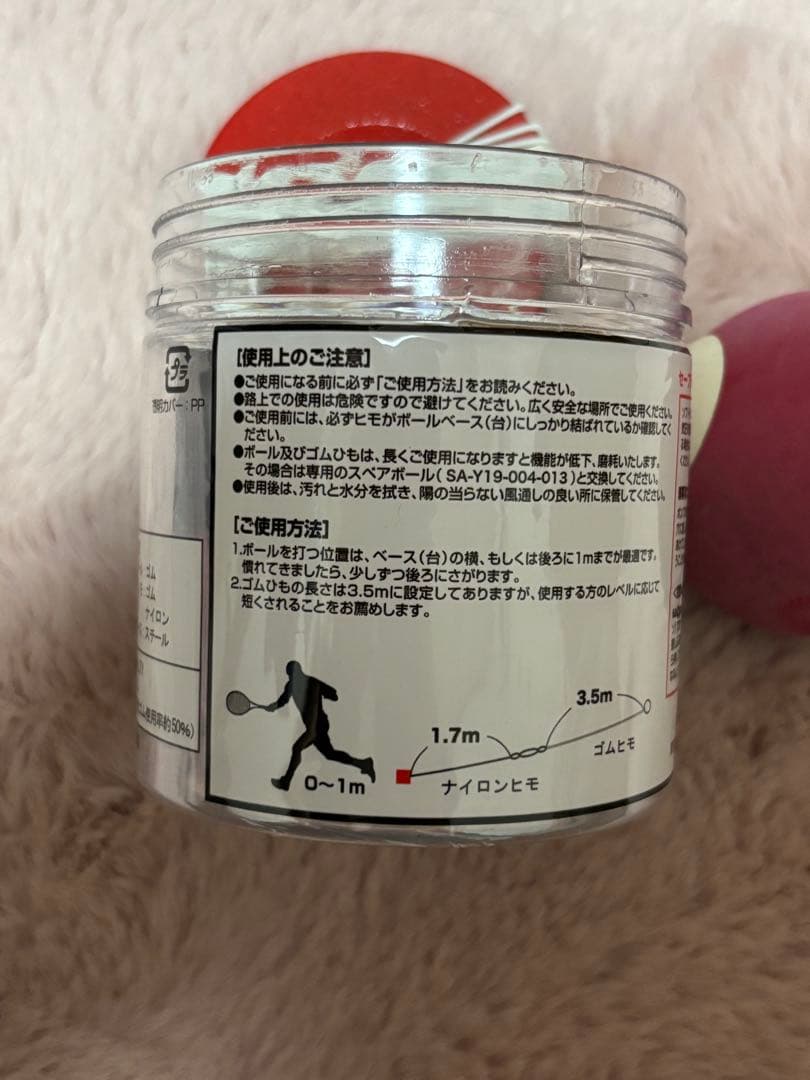 プラ
明カバー：PP
ゴム
ゴム
ナイロン
スチール
ゴム使用率約50%)
[使用上のご注意]
●ご使用になる前に必ず「ご使用方法」をお読みください。
●路上での使用は危険ですので避けてください。広く安全な場所でご使用くださ
●ご使用前には、必ずヒモがボールベース(台)にしっかり結ばれているか確認してく
ださい。
●ボール及びゴムひもは、長くご使用になりますと機能が低下、磨耗いたします。
その場合は専用のスペアボール(SA-Y19-004-013)と交換してください。
●使用後は、汚れと水分を拭き、陽の当らない風通しの良い所に保管してください。
[ご使用方法]
1.ボールを打つ位置は、ベース(台)の横、もしくは後ろに1mまでが最適です。
慣れてきましたら、少しずつ後ろにさがります。
2.ゴムひもの長さは3.5mに設定してありますが、使用する方のレベルに応じて
短くされることをお薦めします。
3.5m
1.7m
ゴムヒモ
0～1m
ナイロンヒモ